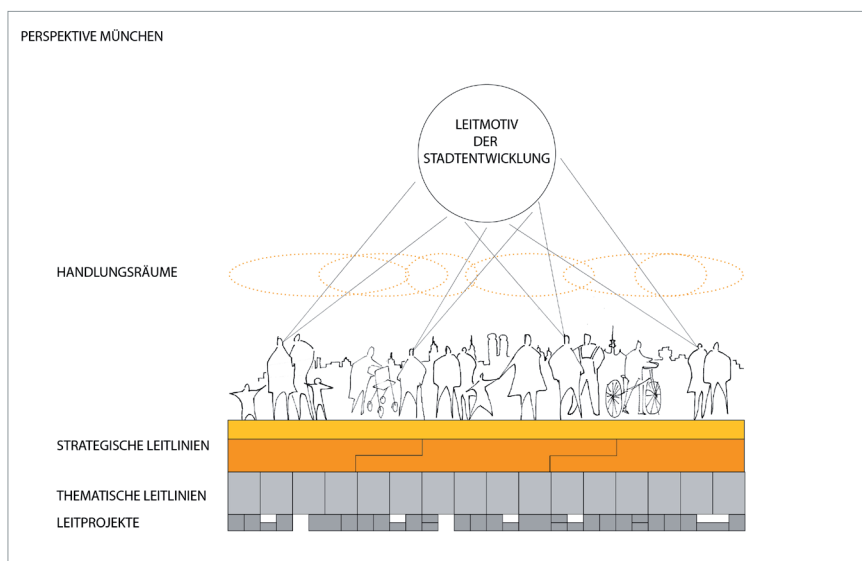 PERSPEKTIVE MÜNCHEN
LEITMOTIV
DER
STADTENTWICKLUNG
HANDLUNGSRÄUME
STRATEGISCHE LEITLINIEN
THEMATISCHE LEITLINIEN
LEITPROJEKTE